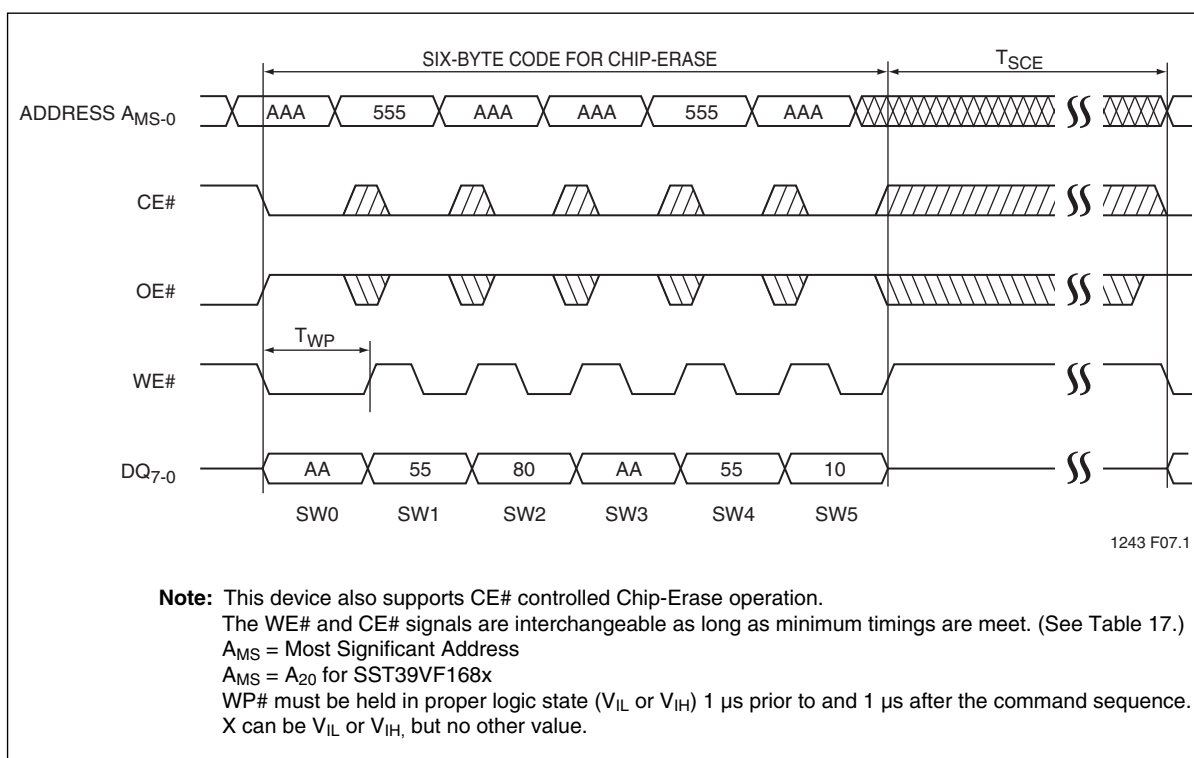 SIX-BYTE CODE FOR CHIP-ERASE TSCE
ADDRESS AMS-0 AAA 555 AAA AAA 555 AAA
CE#
OE#
TWP
WE#
DQ7-0 AA 55 80 AA 55 10
SW0 SW1 SW2 SW3 SW4 SW5
1243 F07.1
Note: This device also supports CE# controlled Chip-Erase operation.
The WE# and CE# signals are interchangeable as long as minimum timings are meet. (See Table 17.)
AMS = Most Significant Address
AMS = A20 for SST39VF168x
WP# must be held in proper logic state (VIL or VIH) 1 µs prior to and 1 µs after the command sequence.
X can be VIL or VIH, but no other value.